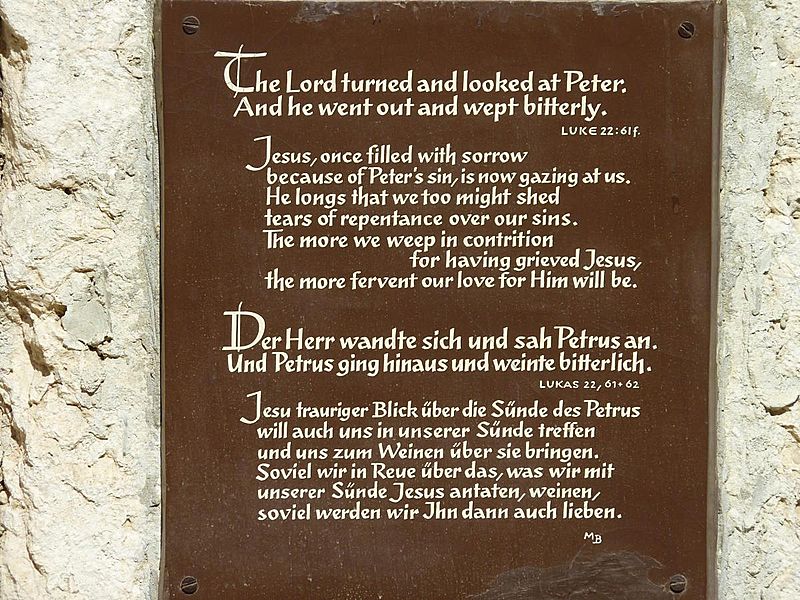 The Lord turned and looked at Peter.
And he went out and wept bitterly.
LUKE 22:61f.
Jesus, once filled with sorrow
because of Peter's sin, is now gazing at us.
He longs that we too might shed
tears of repentance over our sins.
The more we weep in contrition
for having grieved Jesus,
the more fervent our love for Him will be.
Der Herr wandte sich und sah Petrus an.
Und Petrus ging hinaus und weinte bitterlich.
LUKAS 22, 61+62
Jesu trauriger Blick über die Sünde des Petrus
will auch uns in unserer Sünde treffen
und uns zum Weinen über sie bringen.
Soviel wir in Reue über das, was wir mit
unserer Sünde Jesus antaten, weinen,
soviel werden wir Ihn dann auch lieben.
MB